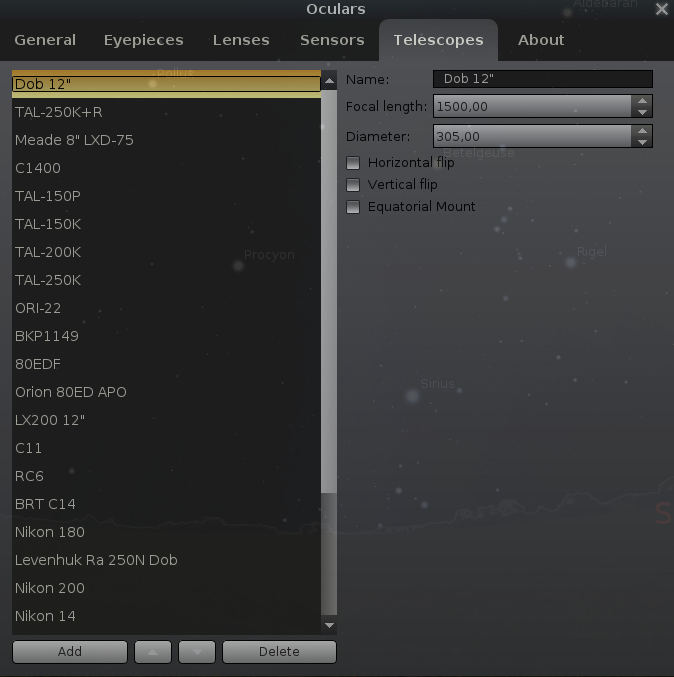 Oculars
General Eyepieces Lenses Sensors Telescopes About
Aldebaran
Dob 12"
TAL-250K+R
Meade 8" LXD-75
C1400
TAL-150P
TAL-150K
TAL-200K
TAL-250K
ORI-22
BKP1149
80EDF
Orion 80ED APO
LX200 12"
C11
RC6
BRT C14
Nikon 180
Levenhuk Ra 250N Dob
Nikon 200
Nikon 14
Add Delete
Name: Dob 12"
Focal length: 1500,00
Diameter: 305,00
Horizontal flip
Vertical flip
Equatorial Mount
Pollux
Betelgeuse
Procyon
Rigel
Sirius
S